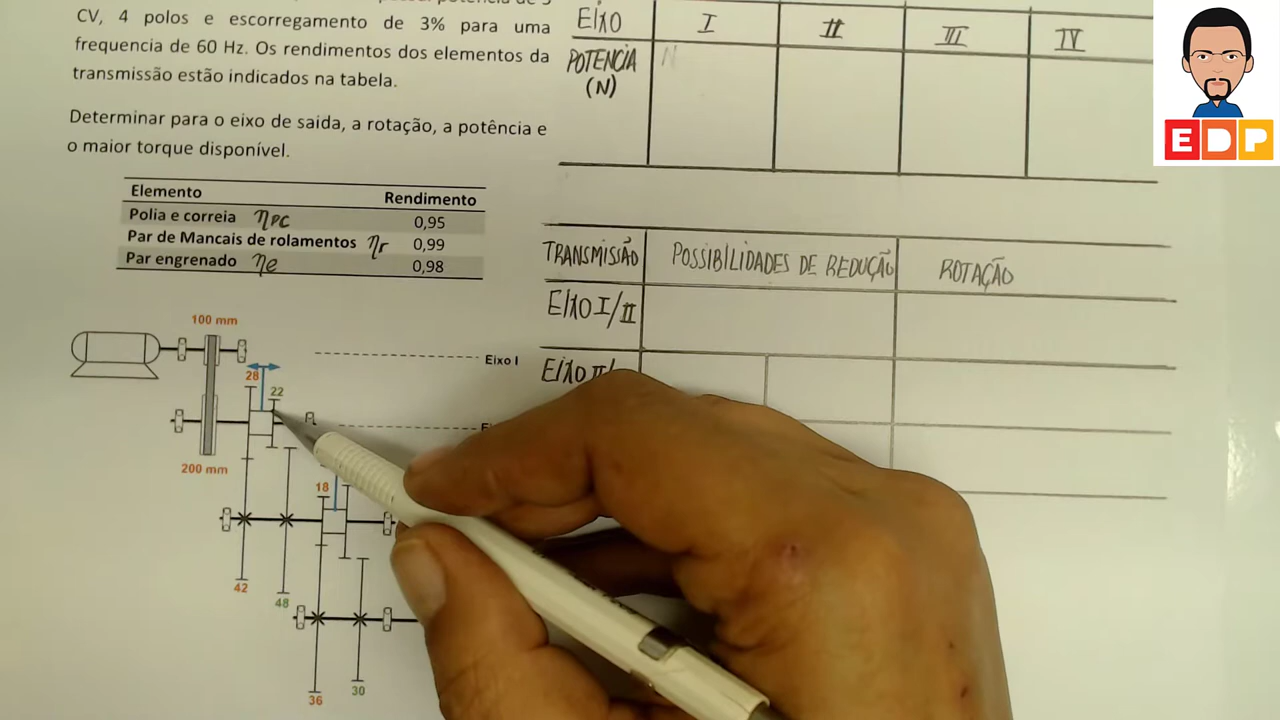 CV, 4 polos e escorregamento de 3% para uma
frequencia de 60 Hz. Os rendimentos dos elementos da
transmissão estão indicados na tabela.
Determinar para o eixo de saida, a rotação, a potência e
o maior torque disponível.
Elemento Rendimento
Polia e correia ηPC 0,95
Par de Mancais de rolamentos ηr 0,99
Par engrenado ηe 0,98
EIXO I II III IV
POTENCIA N
(N)
TRANSMISSÃO POSSIBILIDADES DE REDUÇÃO ROTAÇÃO
EIXO I/II
EIXO II/
100 mm
Eixo I
28
22
200 mm
18
42
48
36
30
EDP